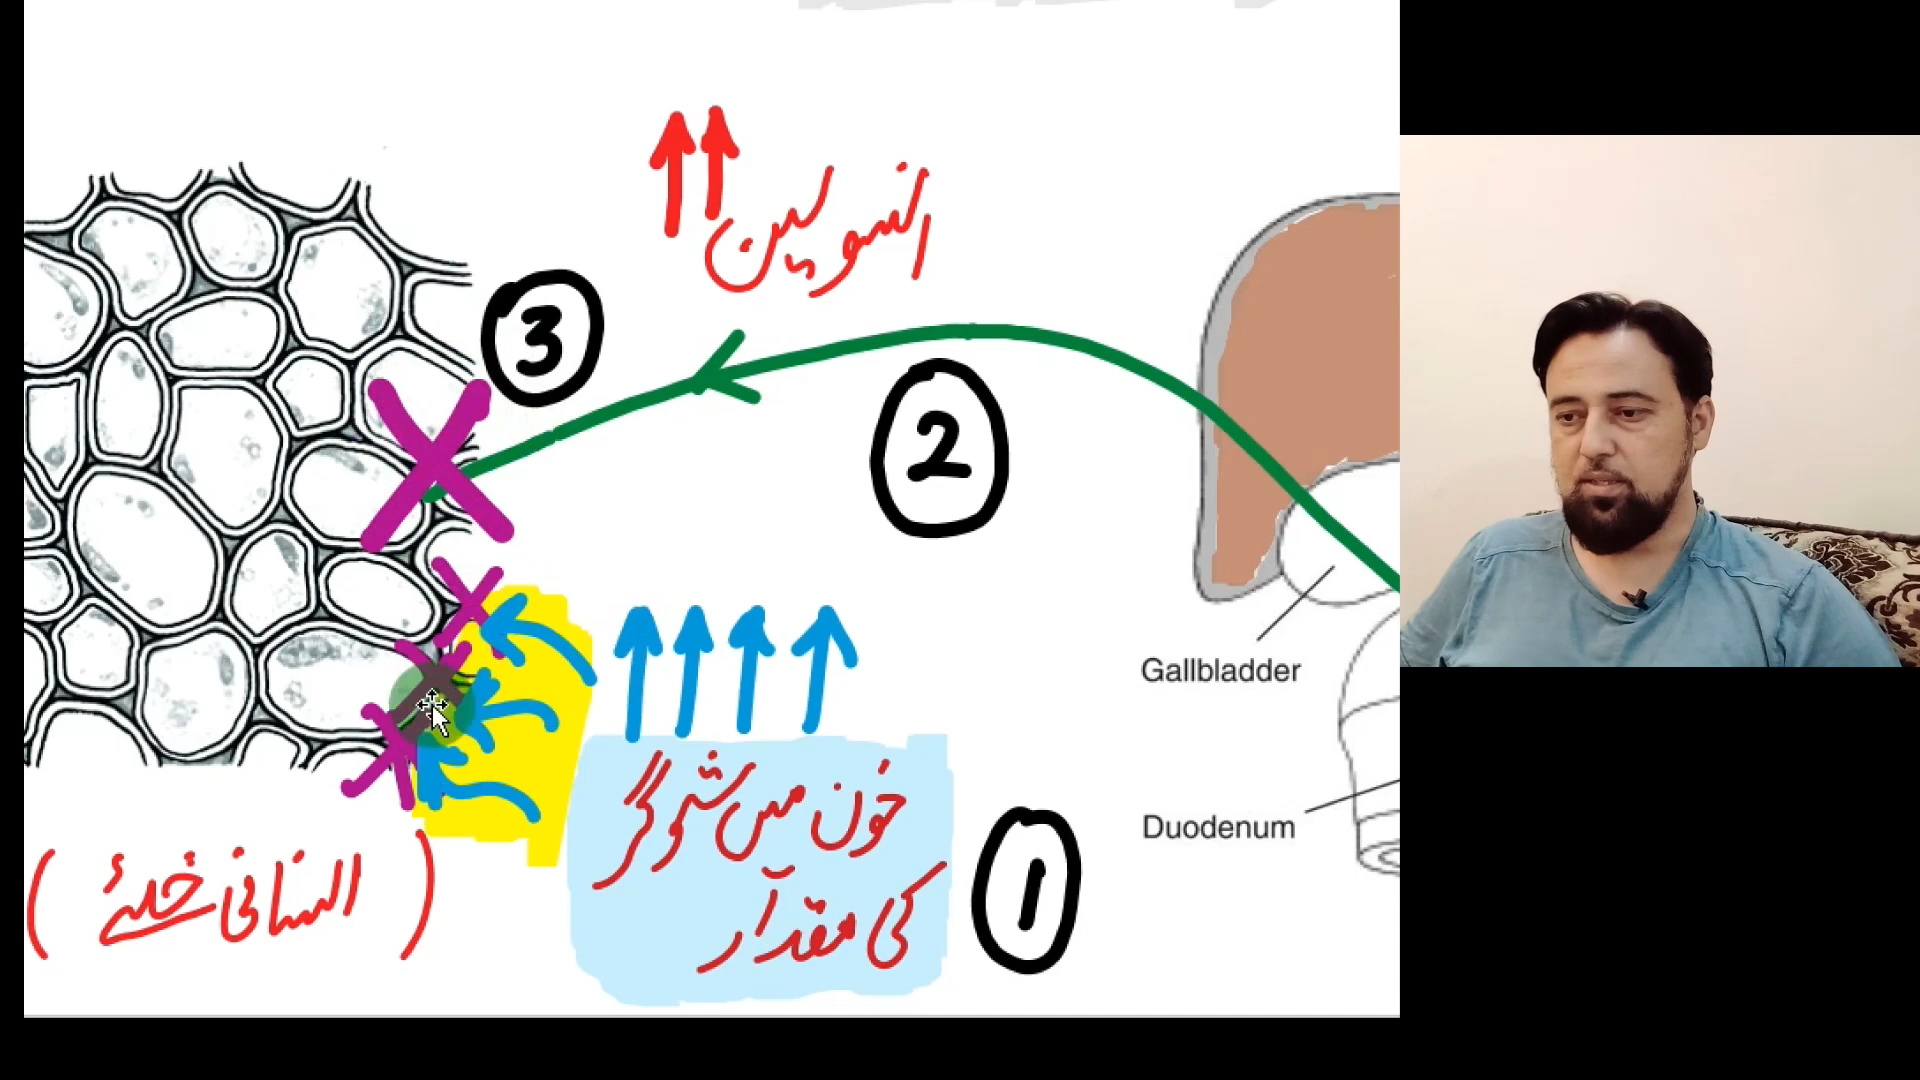 انسولین
3
2
Gallbladder
خون میں شوگر
کی مقدار
1
Duodenum
( انسانی خلئے )